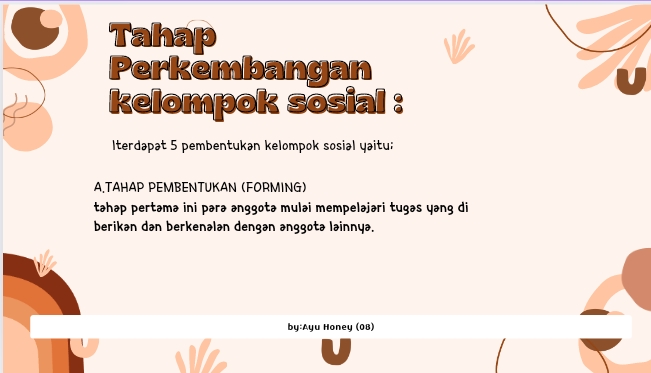 Tahap
Perkembangan
kelompok sosial :
lterdapat 5 pembentukan kelompok sosial yaitu;
A.TAHAP PEMBENTUKAN (FORMING)
tahap pertama ini para anggota mulai mempelajari tugas yang di
berikan dan berkenalan dengan anggota lainnya.
by:Ayu Honey (08)